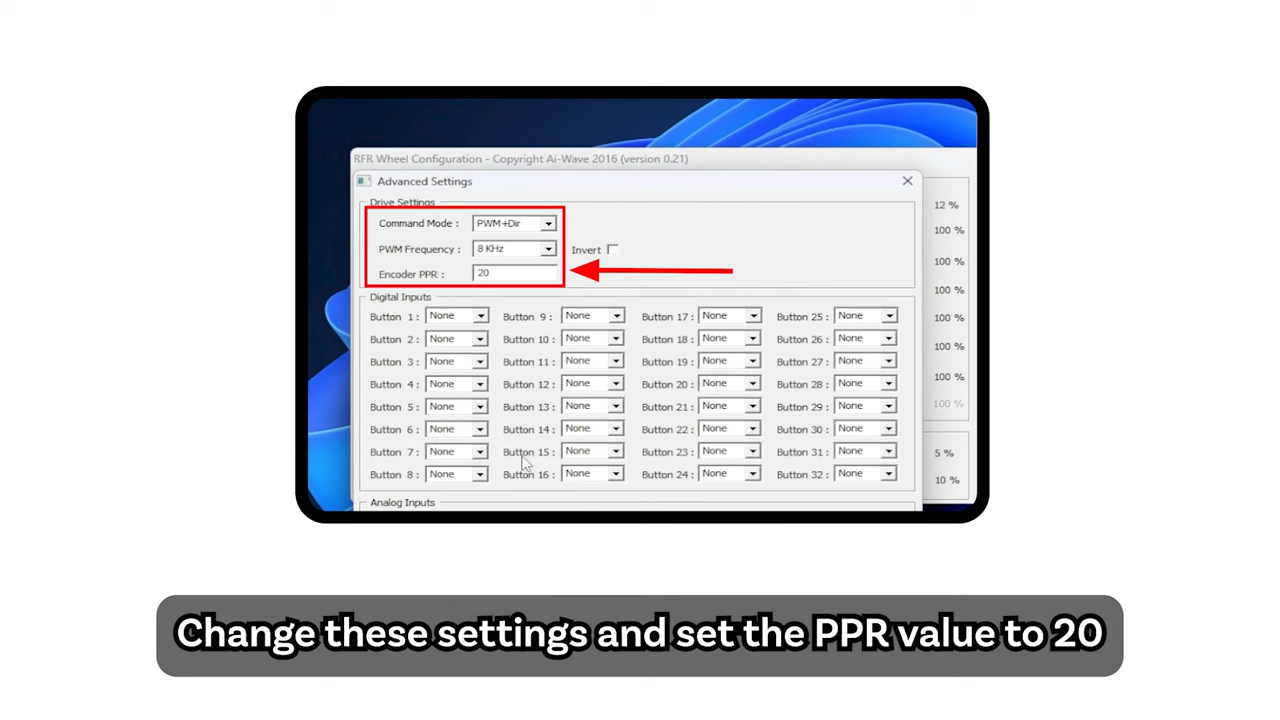 RFR Wheel Configuration - Copyright Ai-Wave 2016 (version 0.21)
Advanced Settings
Drive Settings
Command Mode : PWM+Dir
PWM Frequency : 8 KHz Invert
Encoder PPR : 20
Digital Inputs
Button 1 : None Button 9 : None Button 17 : None Button 25 : None
Button 2 : None Button 10 : None Button 18 : None Button 26 : None
Button 3 : None Button 11 : None Button 19 : None Button 27 : None
Button 4 : None Button 12 : None Button 20 : None Button 28 : None
Button 5 : None Button 13 : None Button 21 : None Button 29 : None
Button 6 : None Button 14 : None Button 22 : None Button 30 : None
Button 7 : None Button 15 : None Button 23 : None Button 31 : None
Button 8 : None Button 16 : None Button 24 : None Button 32 : None
Analog Inputs
12 %
100 %
100 %
100 %
100 %
100 %
100 %
100 %
5 %
10 %
Change these settings and set the PPR value to 20